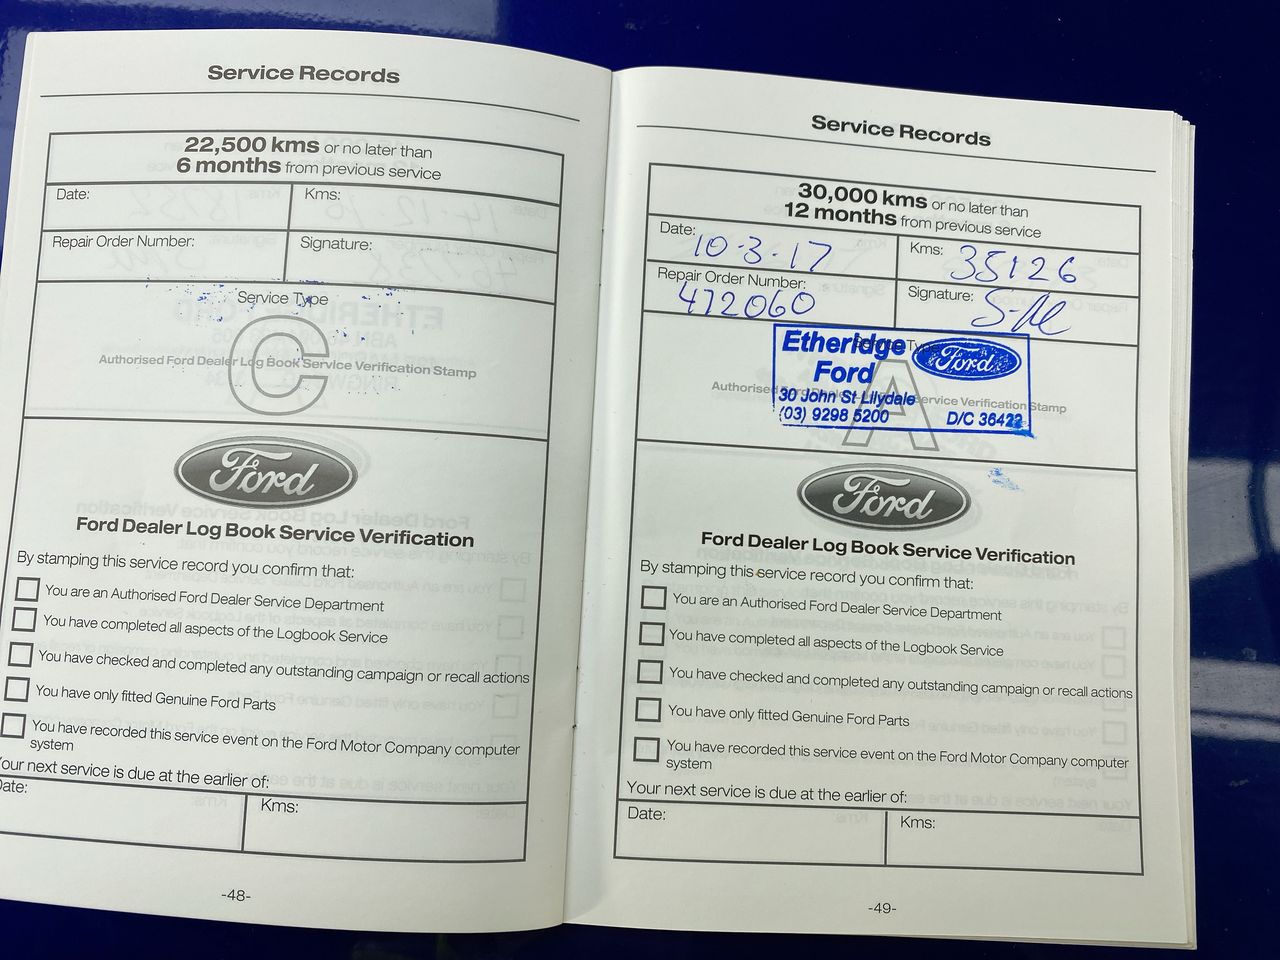 Service Records
22,500 kms or no later than
6 months from previous service
Date:
Kms:
Repair Order Number:
Signature:
Service Type
C
Authorised Ford Dealer Log Book Service Verification Stamp
Ford
Ford Dealer Log Book Service Verification
By stamping this service record you confirm that:
You are an Authorised Ford Dealer Service Department
You have completed all aspects of the Logbook Service
You have checked and completed any outstanding campaign or recall actions
You have only fitted Genuine Ford Parts
You have recorded this service event on the Ford Motor Company computer
system
Your next service is due at the earlier of:
Date:
Kms:
-48-
Service Records
30,000 kms or no later than
12 months from previous service
Date: 10-3-17
Kms: 35126
Repair Order Number:
472060
Signature:
Service Type
Etheridge
Ford
Ford
30 John St Lilydale
(03) 9298 5200 D/C 36422
A
Authorised Ford Dealer Service Verification Stamp
Ford
Ford Dealer Log Book Service Verification
By stamping this service record you confirm that:
You are an Authorised Ford Dealer Service Department
You have completed all aspects of the Logbook Service
You have checked and completed any outstanding campaign or recall actions
You have only fitted Genuine Ford Parts
You have recorded this service event on the Ford Motor Company computer
system
Your next service is due at the earlier of:
Date:
Kms:
-49-